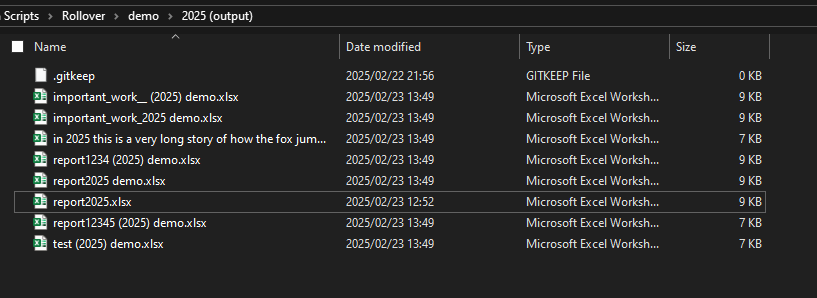 Scripts > Rollover > demo > 2025 (output)
Name Date modified Type Size
.gitkeep 2025/02/22 21:56 GITKEEP File 0 KB
important_work__ (2025) demo.xlsx 2025/02/23 13:49 Microsoft Excel Worksh... 9 KB
important_work_2025 demo.xlsx 2025/02/23 13:49 Microsoft Excel Worksh... 9 KB
in 2025 this is a very long story of how the fox jum... 2025/02/23 13:49 Microsoft Excel Worksh... 7 KB
report1234 (2025) demo.xlsx 2025/02/23 13:49 Microsoft Excel Worksh... 9 KB
report2025 demo.xlsx 2025/02/23 13:49 Microsoft Excel Worksh... 9 KB
report2025.xlsx 2025/02/23 12:52 Microsoft Excel Worksh... 9 KB
report12345 (2025) demo.xlsx 2025/02/23 13:49 Microsoft Excel Worksh... 7 KB
test (2025) demo.xlsx 2025/02/23 13:49 Microsoft Excel Worksh... 7 KB